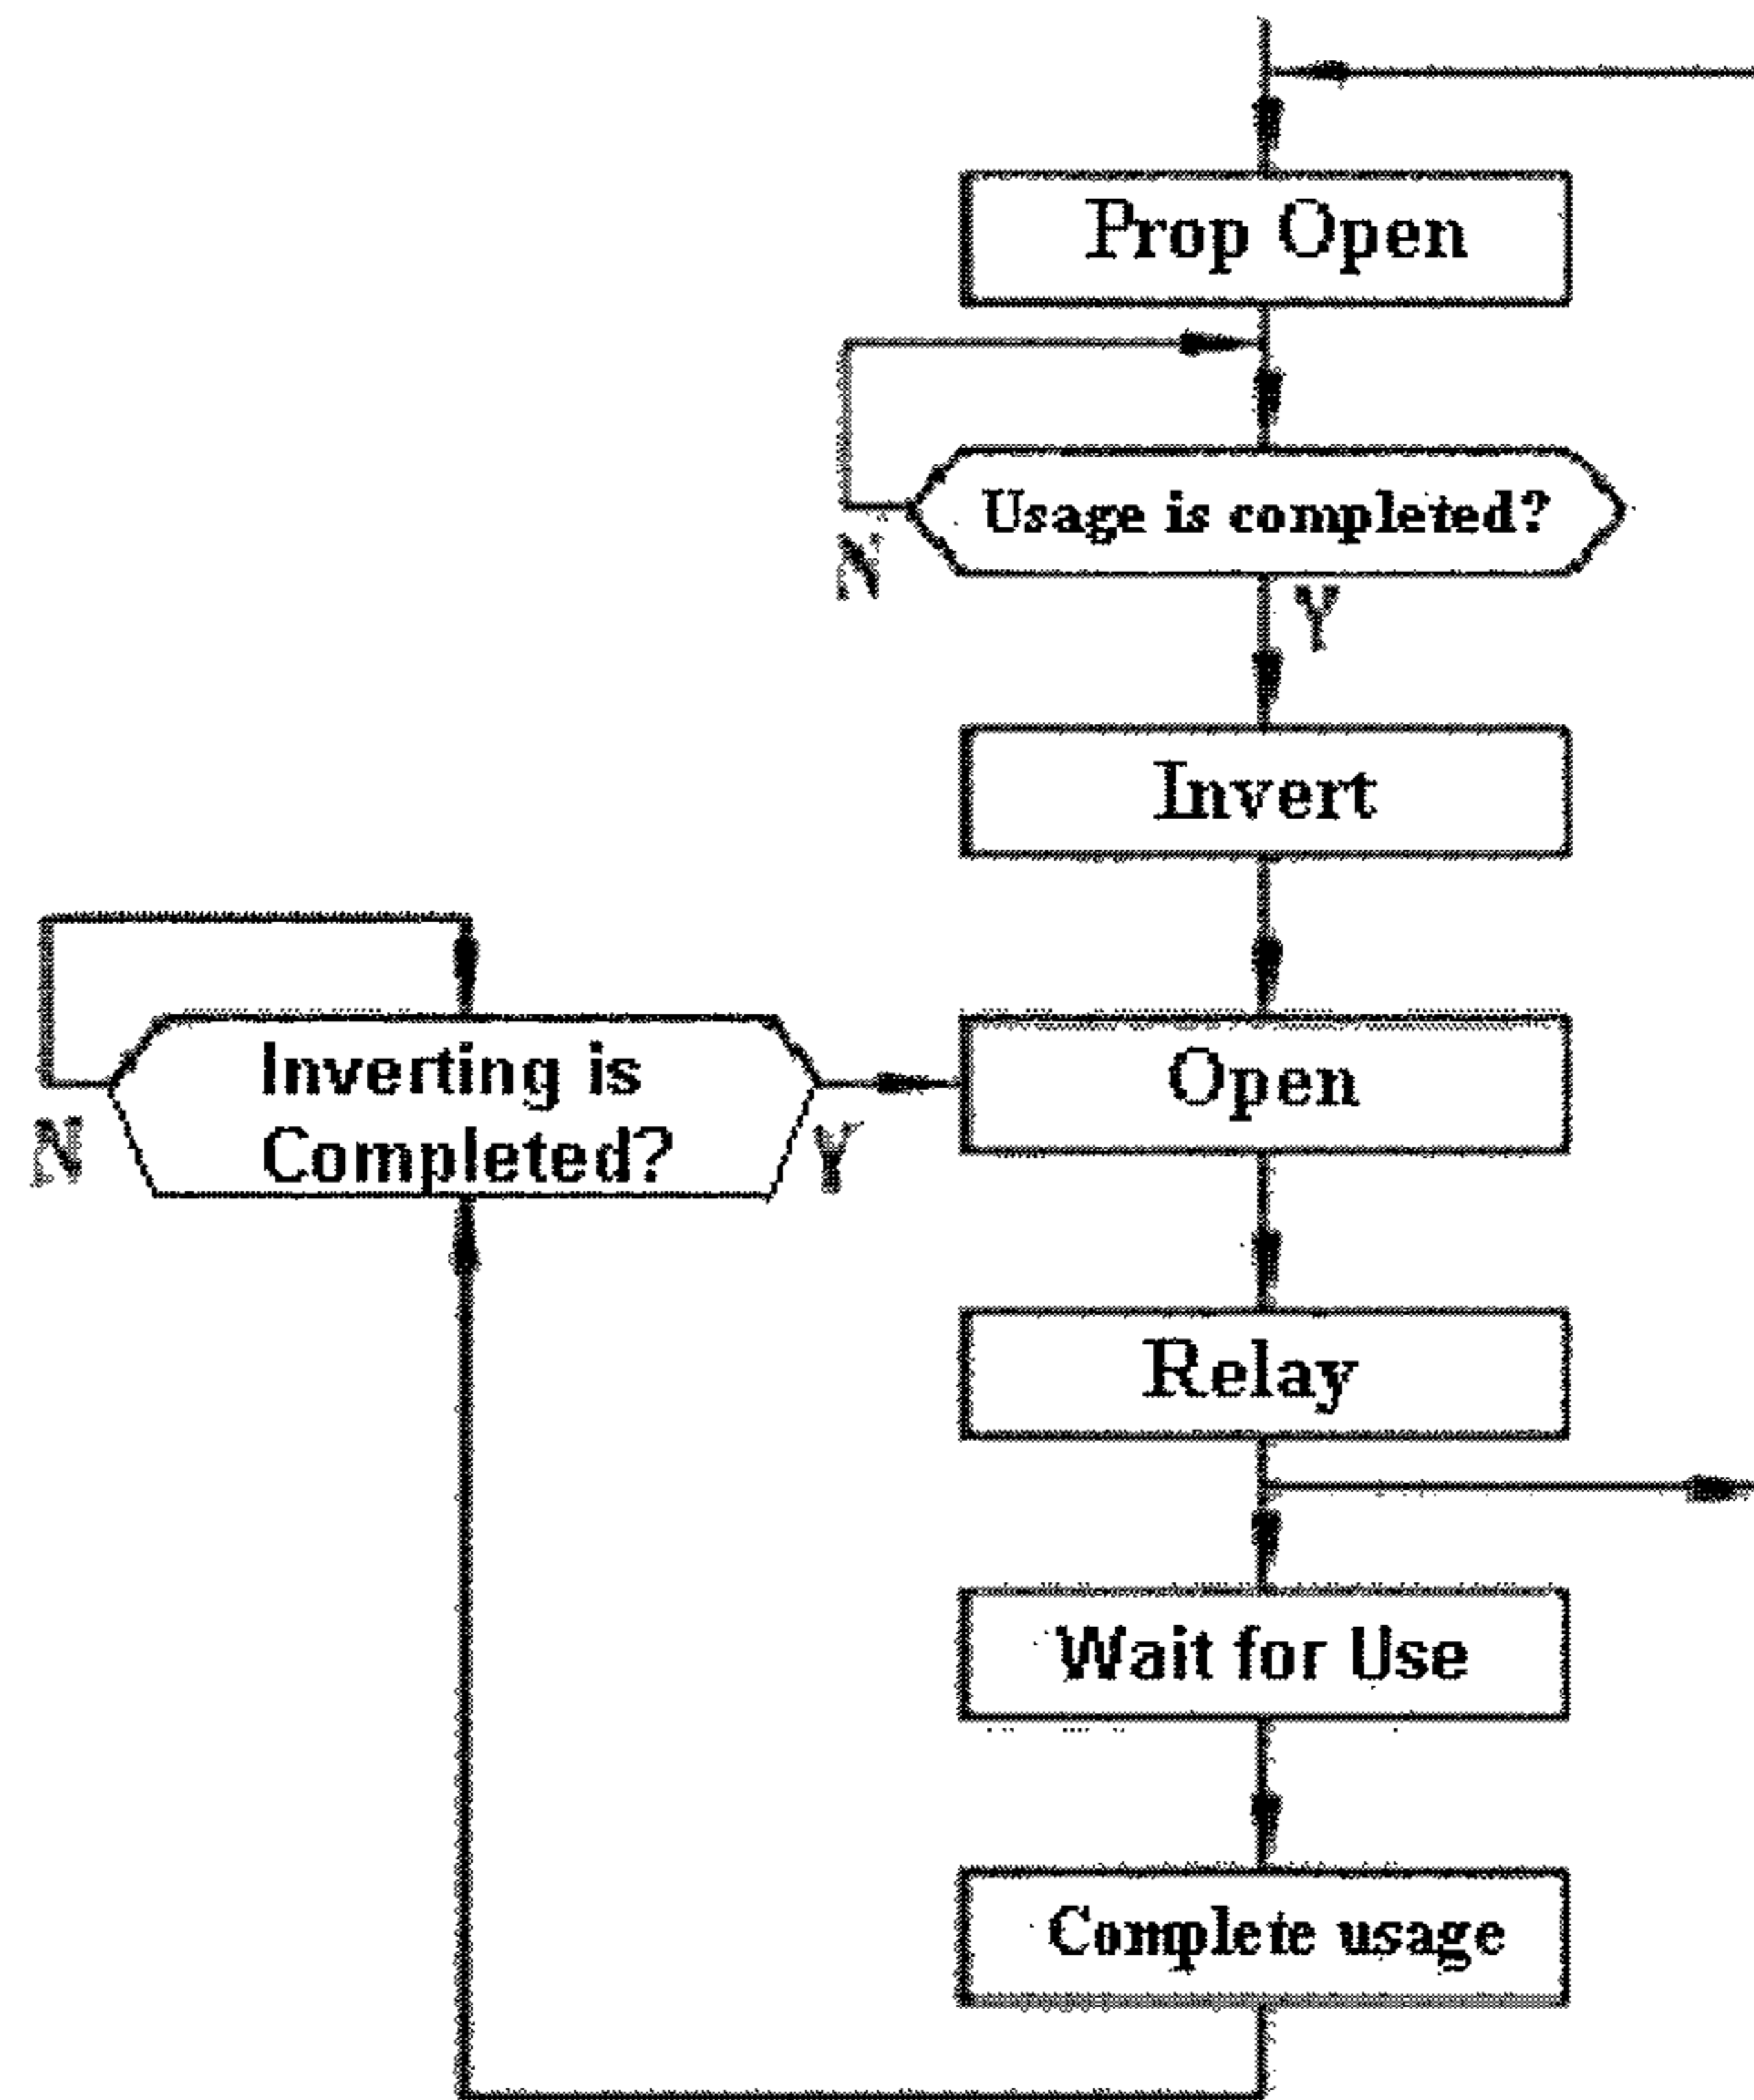 Prop Open
Usage is completed?
N
Y
Invert
Inverting is
Completed?
N
Y
Open
Relay
Wait for Use
Complete usage